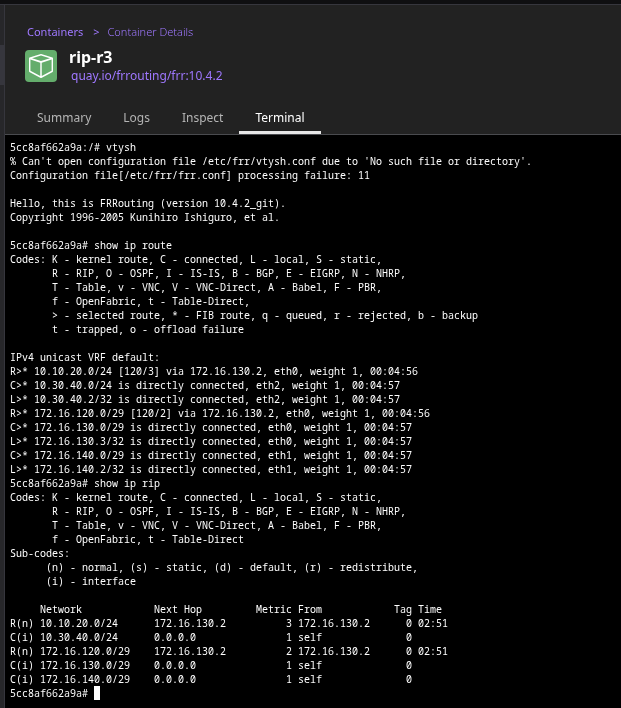 Containers > Container Details
rip-r3
quay.io/frrouting/frr:10.4.2
Summary Logs Inspect Terminal
5cc8af662a9a:/# vtysh
% Can't open configuration file /etc/frr/vtysh.conf due to 'No such file or directory'.
Configuration file[/etc/frr/frr.conf] processing failure: 11

Hello, this is FRRouting (version 10.4.2_git).
Copyright 1996-2005 Kunihiro Ishiguro, et al.

5cc8af662a9a# show ip route
Codes: K - kernel route, C - connected, L - local, S - static,
       R - RIP, O - OSPF, I - IS-IS, B - BGP, E - EIGRP, N - NHRP,
       T - Table, v - VNC, V - VNC-Direct, A - Babel, F - PBR,
       f - OpenFabric, t - Table-Direct,
       > - selected route, * - FIB route, q - queued, r - rejected, b - backup
       t - trapped, o - offload failure

IPv4 unicast VRF default:
R>* 10.10.20.0/24 [120/3] via 172.16.130.2, eth0, weight 1, 00:04:56
C>* 10.30.40.0/24 is directly connected, eth2, weight 1, 00:04:57
L>* 10.30.40.2/32 is directly connected, eth2, weight 1, 00:04:57
R>* 172.16.120.0/29 [120/2] via 172.16.130.2, eth0, weight 1, 00:04:56
C>* 172.16.130.0/29 is directly connected, eth0, weight 1, 00:04:57
L>* 172.16.130.3/32 is directly connected, eth0, weight 1, 00:04:57
C>* 172.16.140.0/29 is directly connected, eth1, weight 1, 00:04:57
L>* 172.16.140.2/32 is directly connected, eth1, weight 1, 00:04:57
5cc8af662a9a# show ip rip
Codes: K - kernel route, C - connected, L - local, S - static,
       R - RIP, O - OSPF, I - IS-IS, B - BGP, E - EIGRP, N - NHRP,
       T - Table, v - VNC, V - VNC-Direct, A - Babel, F - PBR,
       f - OpenFabric, t - Table-Direct
Sub-codes:
      (n) - normal, (s) - static, (d) - default, (r) - redistribute,
      (i) - interface

     Network            Next Hop         Metric From            Tag Time
R(n) 10.10.20.0/24      172.16.130.2          3 172.16.130.2      0 02:51
C(i) 10.30.40.0/24      0.0.0.0               1 self              0
R(n) 172.16.120.0/29    172.16.130.2          2 172.16.130.2      0 02:51
C(i) 172.16.130.0/29    0.0.0.0               1 self              0
C(i) 172.16.140.0/29    0.0.0.0               1 self              0
5cc8af662a9a#